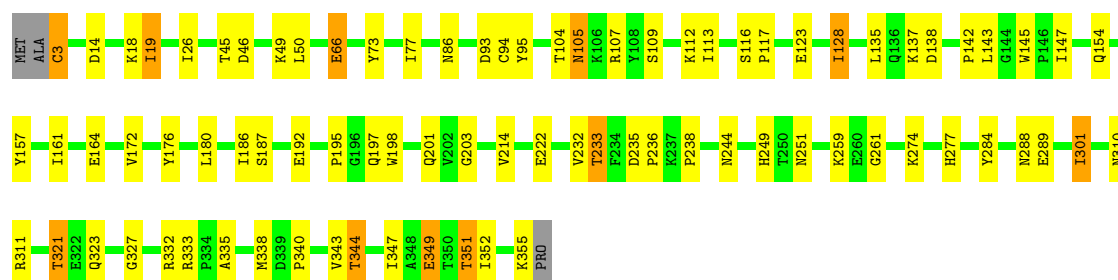 MET ALA C3 D14 K18 I19 I26 T45 D46 K49 L50 E66 Y73 I77 N86 D93 C94 Y95 T104 N105 K106 R107 Y108 S109 K112 I113 S116 P117 E123 I128 L135 Q136 K137 D138 P142 L143 G144 W145 P146 I147 Q154
Y157 I161 E164 V172 Y176 L180 I186 S187 E192 P195 G196 Q197 W198 Q201 V202 G203 V214 E222 V232 T233 F234 D235 P236 K237 P238 N244 H249 T250 N251 K259 E260 G261 K274 H277 Y284 N288 E289 I301
R311 T321 E322 Q323 G327 R332 R333 P334 A335 M338 D339 P340 V343 T344 I347 A348 E349 T350 T351 I352 K355 PRO